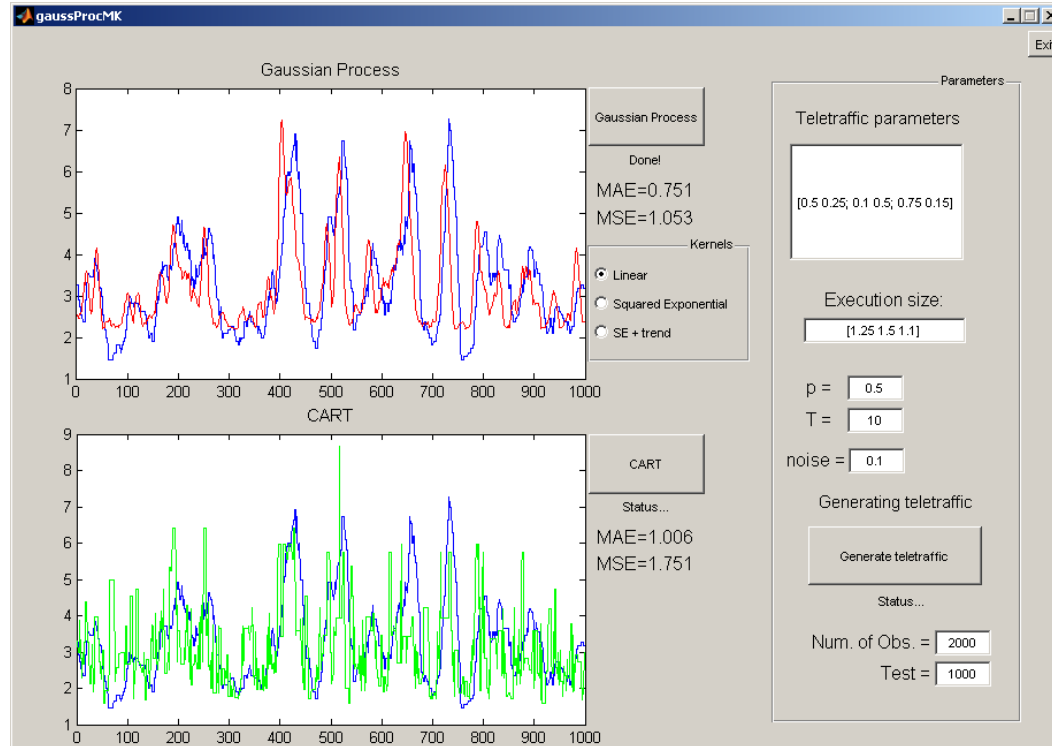 gaussProcMK
Exit
Gaussian Process
8
7
6
5
4
3
2
1
0 100 200 300 400 500 600 700 800 900 1000
Gaussian Process
Done!
MAE=0.751
MSE=1.053
Kernels
Linear
Squared Exponential
SE + trend
CART
9
8
7
6
5
4
3
2
1
0 100 200 300 400 500 600 700 800 900 1000
CART
Status...
MAE=1.006
MSE=1.751
Parameters
Teletraffic parameters
[0.5 0.25; 0.1 0.5; 0.75 0.15]
Execution size:
[1.25 1.5 1.1]
p = 0.5
T = 10
noise = 0.1
Generating teletraffic
Generate teletraffic
Status...
Num. of Obs. = 2000
Test = 1000